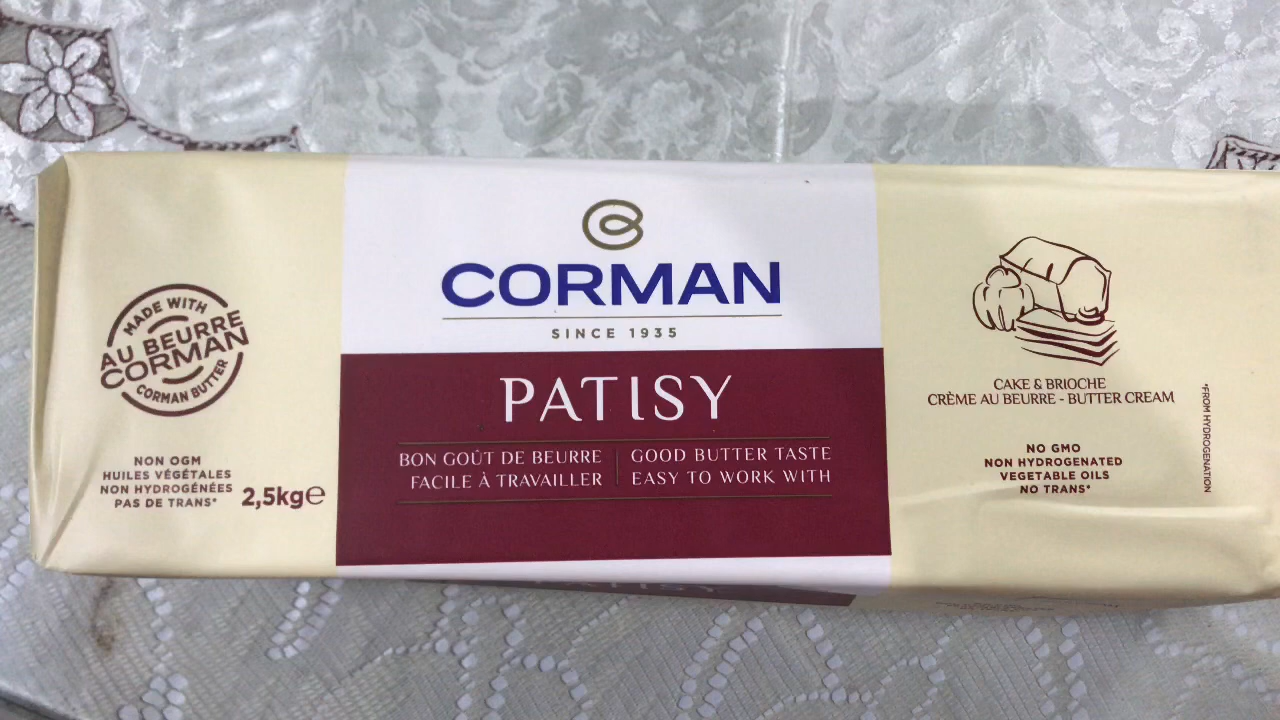 MADE WITH
AU BEURRE
CORMAN
CORMAN BUTTER
NON OGM
HUILES VÉGÉTALES
NON HYDROGÉNÉES
PAS DE TRANS*
2,5kg℮
CORMAN
SINCE 1935
PATISY
BON GOÛT DE BEURRE
FACILE À TRAVAILLER
GOOD BUTTER TASTE
EASY TO WORK WITH
CAKE & BRIOCHE
CRÈME AU BEURRE - BUTTER CREAM
NO GMO
NON HYDROGENATED
VEGETABLE OILS
NO TRANS*
*FROM HYDROGENATION
PATISY